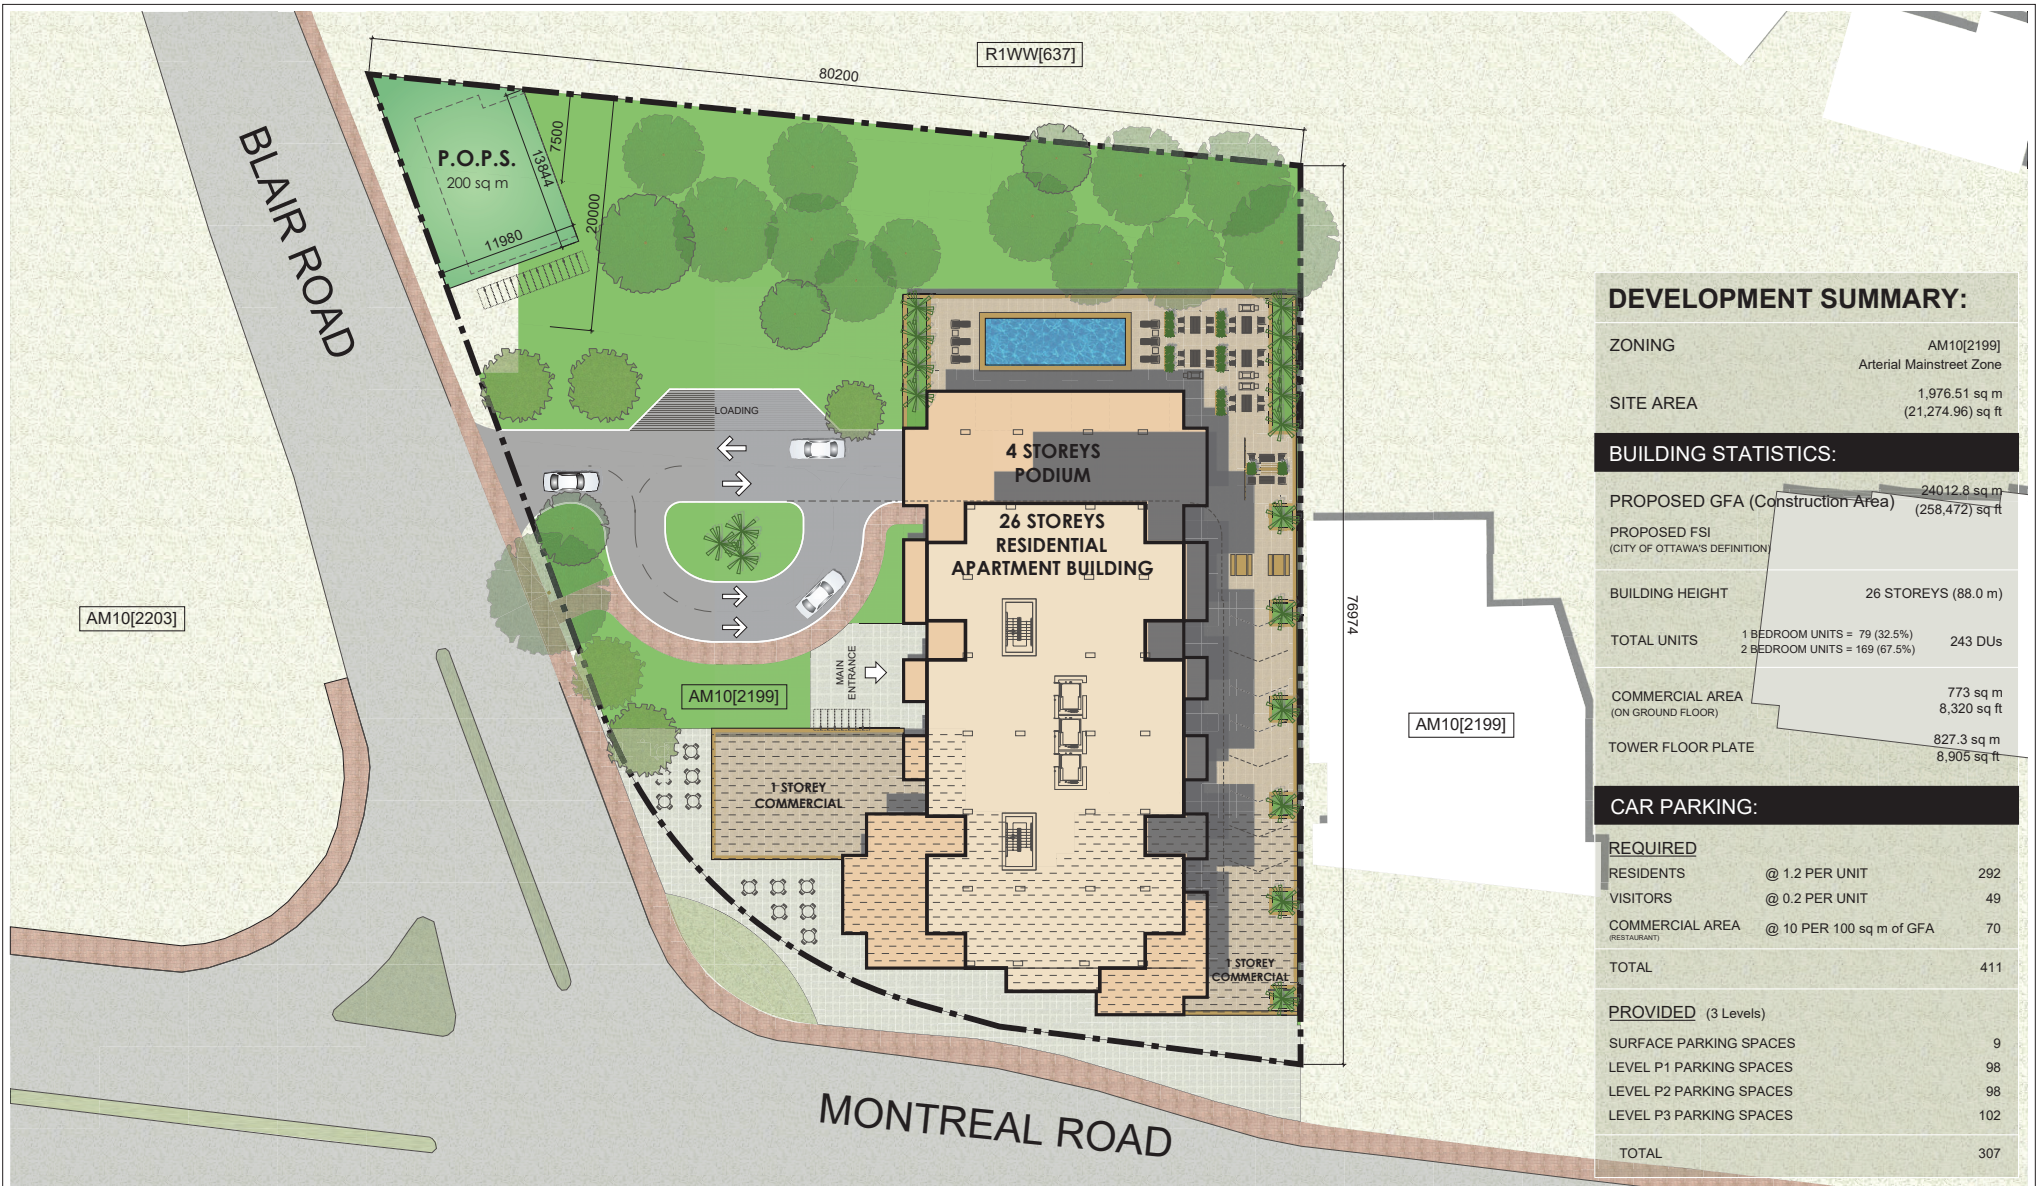 R1WW[637]
80200
BLAIR ROAD
P.O.P.S.
200 sq m
7500
13844
20000
11980
LOADING
4 STOREYS
PODIUM
26 STOREYS
RESIDENTIAL
APARTMENT BUILDING
76974
AM10[2203]
MAIN
ENTRANCE
AM10[2199]
AM10[2199]
1 STOREY
COMMERCIAL
1 STOREY
COMMERCIAL
MONTREAL ROAD
DEVELOPMENT SUMMARY:
ZONING AM10[2199]
Arterial Mainstreet Zone
SITE AREA 1,976.51 sq m
(21,274.96) sq ft
BUILDING STATISTICS:
PROPOSED GFA (Construction Area) 24012.8 sq m
(258,472) sq ft
PROPOSED FSI
(CITY OF OTTAWA'S DEFINITION)
BUILDING HEIGHT 26 STOREYS (88.0 m)
TOTAL UNITS 1 BEDROOM UNITS = 79 (32.5%) 243 DUs
2 BEDROOM UNITS = 169 (67.5%)
COMMERCIAL AREA 773 sq m
(ON GROUND FLOOR) 8,320 sq ft
TOWER FLOOR PLATE 827.3 sq m
8,905 sq ft
CAR PARKING:
REQUIRED
RESIDENTS @ 1.2 PER UNIT 292
VISITORS @ 0.2 PER UNIT 49
COMMERCIAL AREA @ 10 PER 100 sq m of GFA 70
(RESTAURANT)
TOTAL 411
PROVIDED (3 Levels)
SURFACE PARKING SPACES 9
LEVEL P1 PARKING SPACES 98
LEVEL P2 PARKING SPACES 98
LEVEL P3 PARKING SPACES 102
TOTAL 307